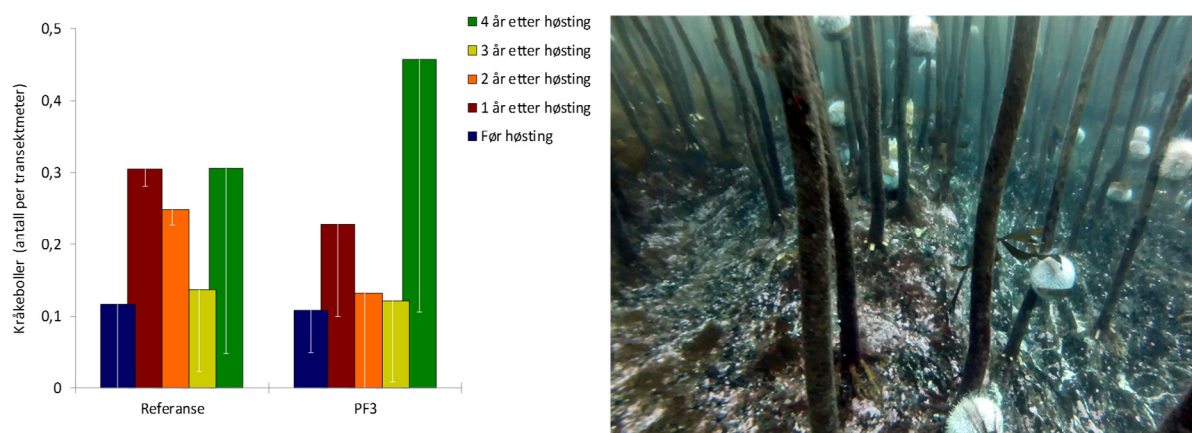 Kråkeboller (antall per transektmeter)
0,5
0,4
0,3
0,2
0,1
0
Referanse
PF3
4 år etter høsting
3 år etter høsting
2 år etter høsting
1 år etter høsting
Før høsting